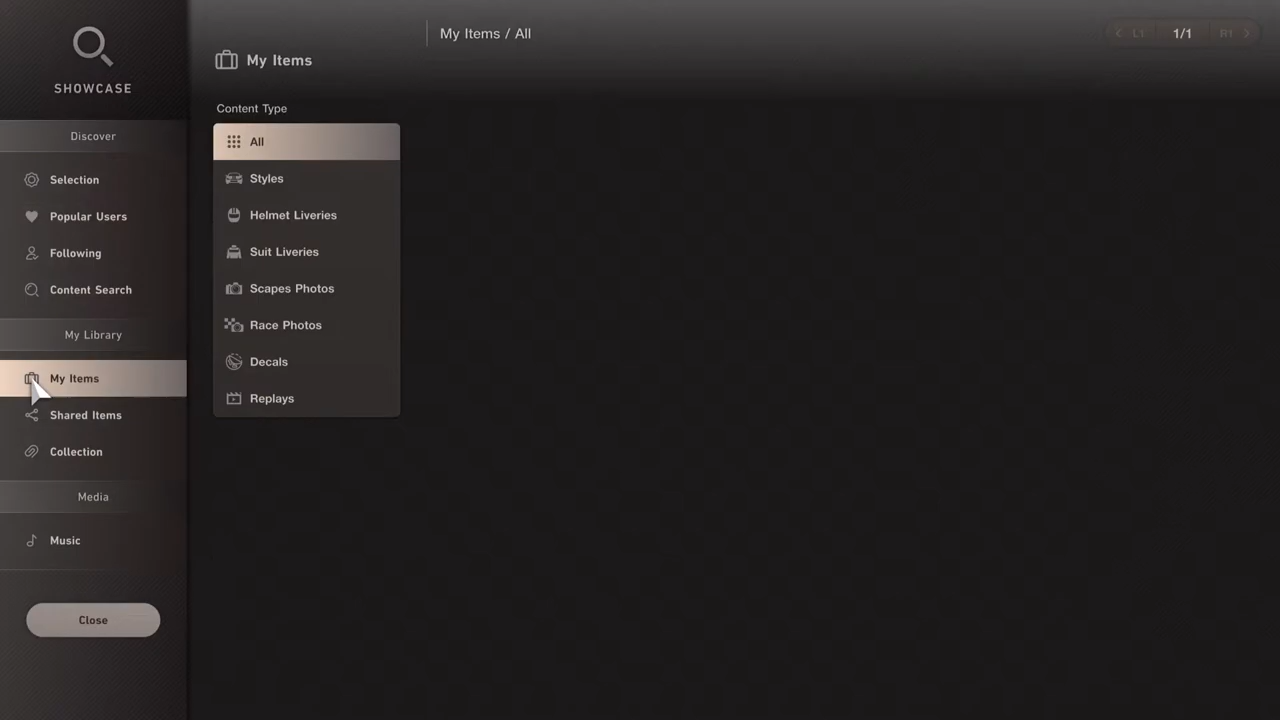 SHOWCASE
Discover
Selection
Popular Users
Following
Content Search
My Library
My Items
Shared Items
Collection
Media
Music
Close
My Items
Content Type
All
Styles
Helmet Liveries
Suit Liveries
Scapes Photos
Race Photos
Decals
Replays
My Items / All
L1 1/1 R1